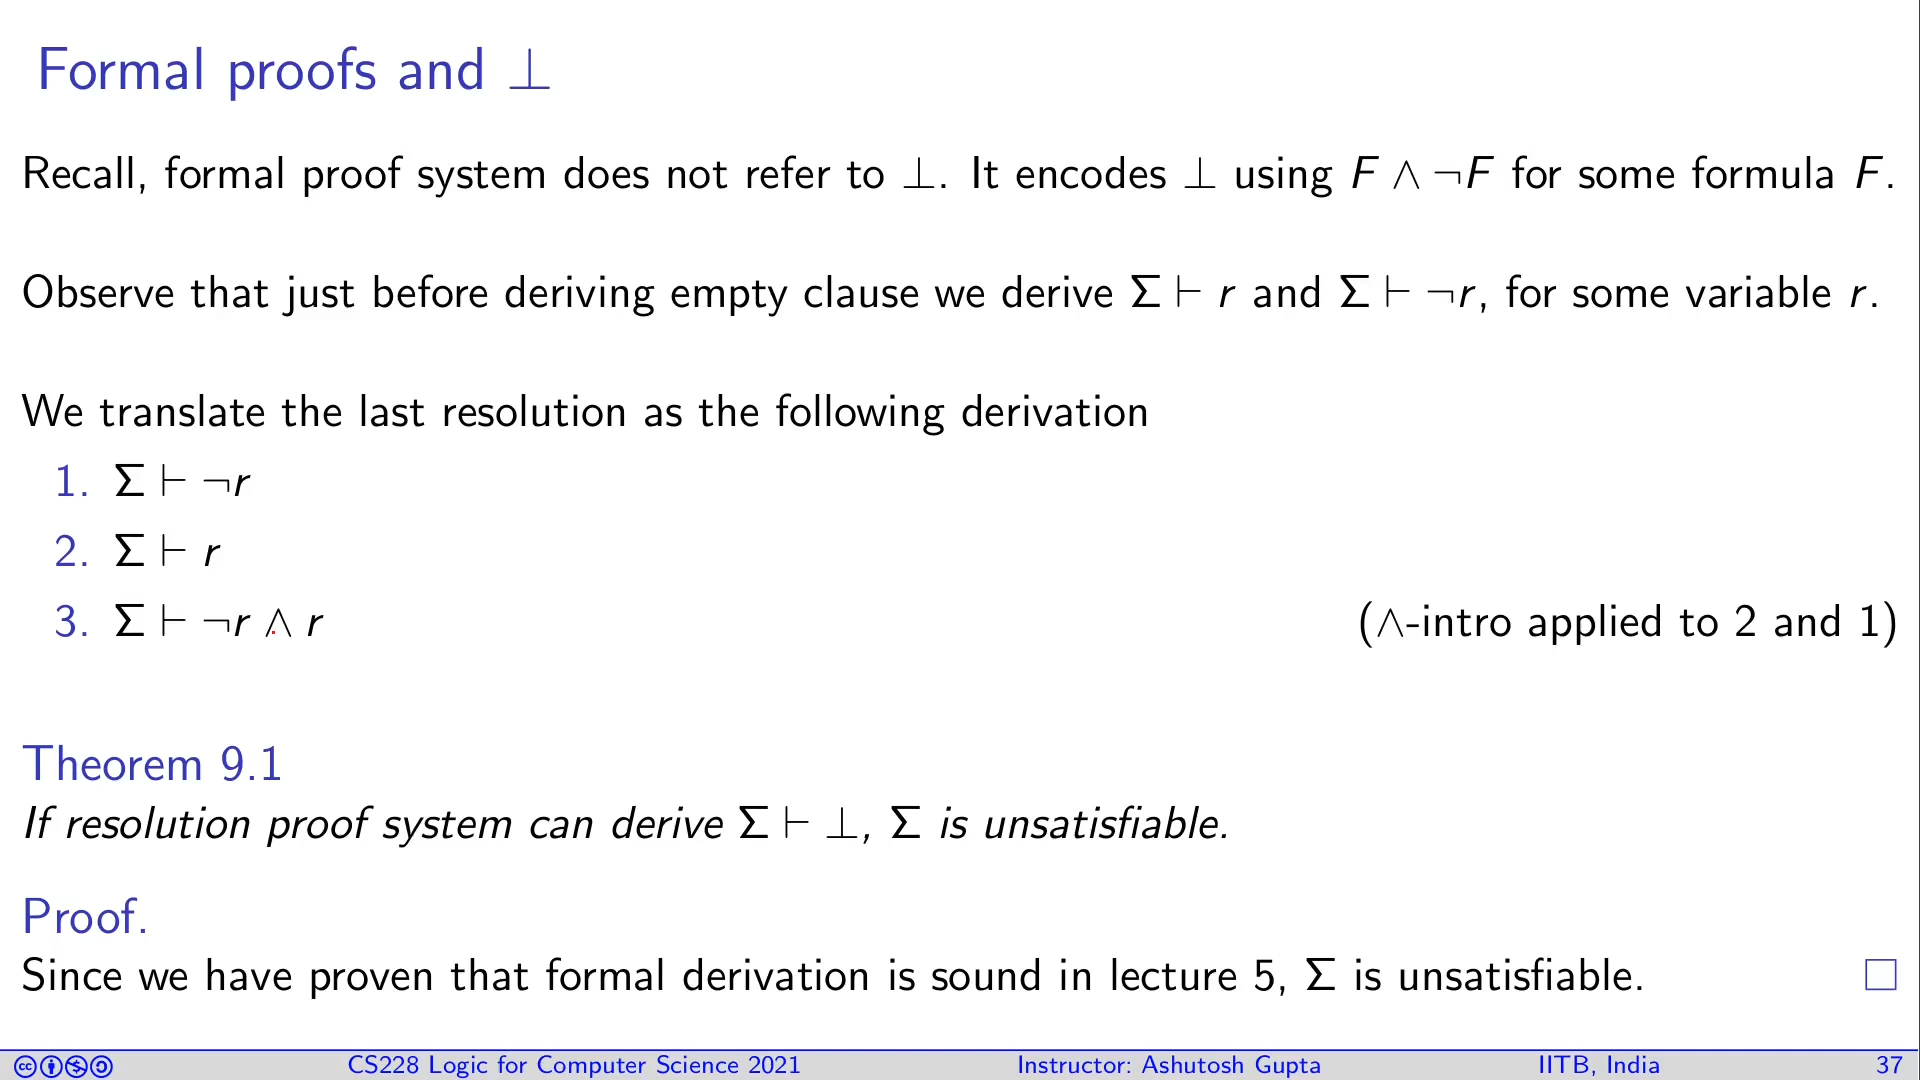 Formal proofs and ⊥
Recall, formal proof system does not refer to ⊥. It encodes ⊥ using F ∧ ¬F for some formula F.
Observe that just before deriving empty clause we derive Σ ⊢ r and Σ ⊢ ¬r, for some variable r.
We translate the last resolution as the following derivation
1. Σ ⊢ ¬r
2. Σ ⊢ r
3. Σ ⊢ ¬r ∧ r (∧-intro applied to 2 and 1)
Theorem 9.1
If resolution proof system can derive Σ ⊢ ⊥, Σ is unsatisfiable.
Proof.
Since we have proven that formal derivation is sound in lecture 5, Σ is unsatisfiable. □
CS228 Logic for Computer Science 2021 Instructor: Ashutosh Gupta IITB, India 37